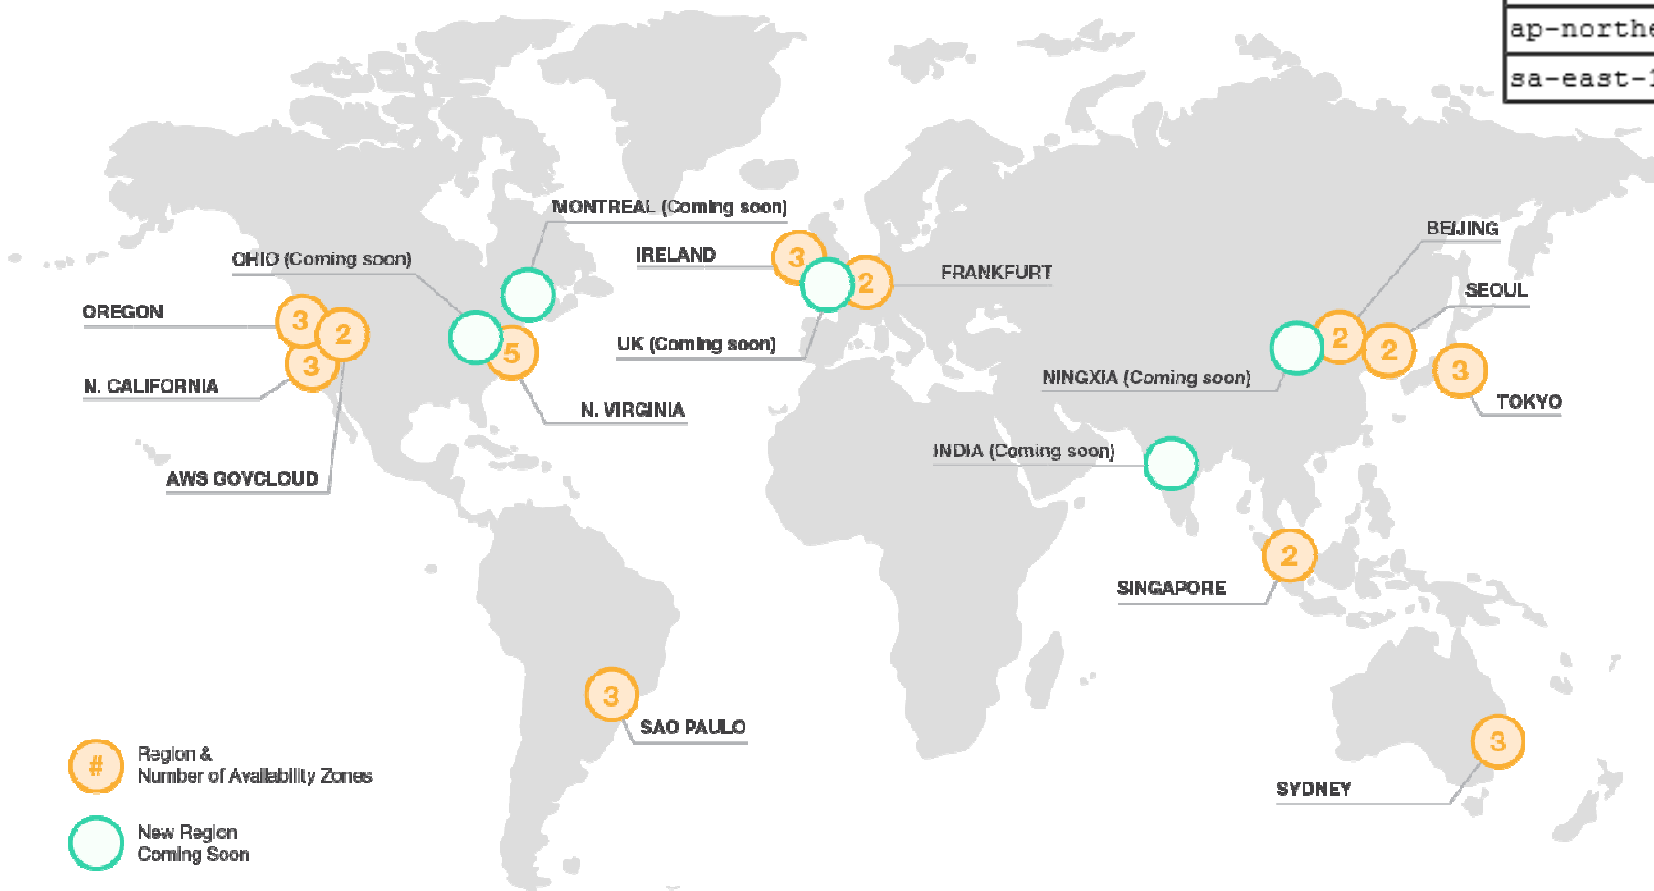 ap-northe
sa-east-1
MONTREAL (Coming soon)
IRELAND
BEIJING
OHIO (Coming soon)
FRANKFURT
SEOUL
OREGON
3
2
3
3
2
5
2
2
3
UK (Coming soon)
N. CALIFORNIA
NINGXIA (Coming soon)
N. VIRGINIA
TOKYO
INDIA (Coming soon)
AWS GOVCLOUD
2
SINGAPORE
3
SAO PAULO
3
SYDNEY
#
Region &
Number of Availability Zones
New Region
Coming Soon